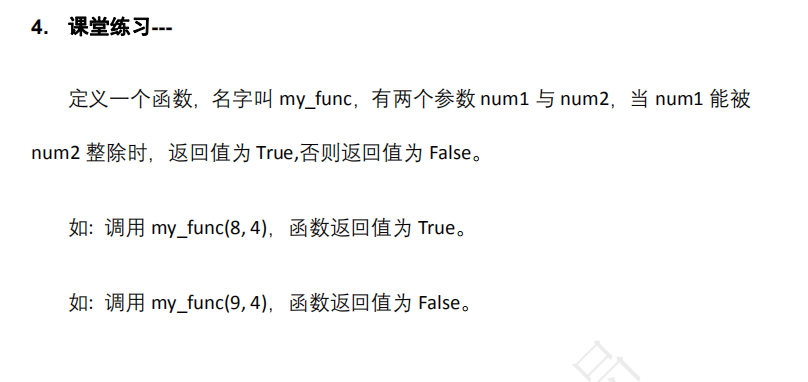 4. 课堂练习---
定义一个函数，名字叫 my_func，有两个参数 num1 与 num2，当 num1 能被
num2 整除时，返回值为 True,否则返回值为 False。
如：调用 my_func(8, 4)，函数返回值为 True。
如：调用 my_func(9, 4)，函数返回值为 False。